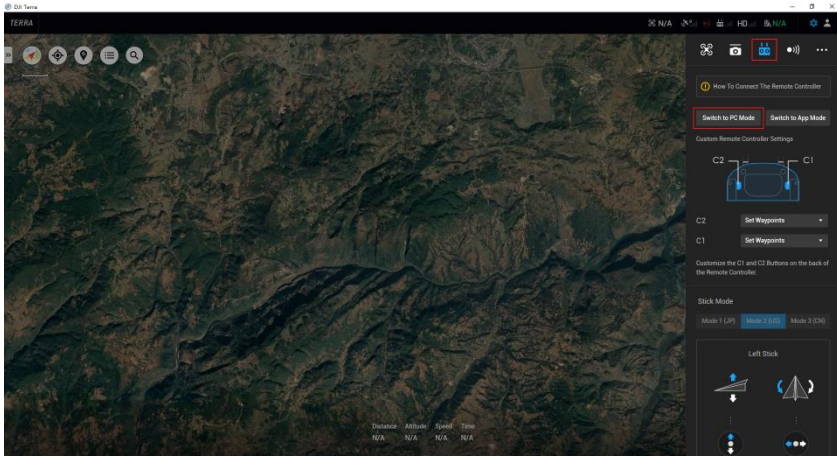 DJI Terra
TERRA
N/A HD N/A
How To Connect The Remote Controller
Switch to PC Mode Switch to App Mode
Custom Remote Controller Settings
C2 C1
C2 Set Waypoints
C1 Set Waypoints
Customize the C1 and C2 Buttons on the back of
the Remote Controller.
Stick Mode
Mode 1 (JP) Mode 2 (US) Mode 3 (CN)
Left Stick
Distance Altitude Speed Time
N/A N/A N/A N/A